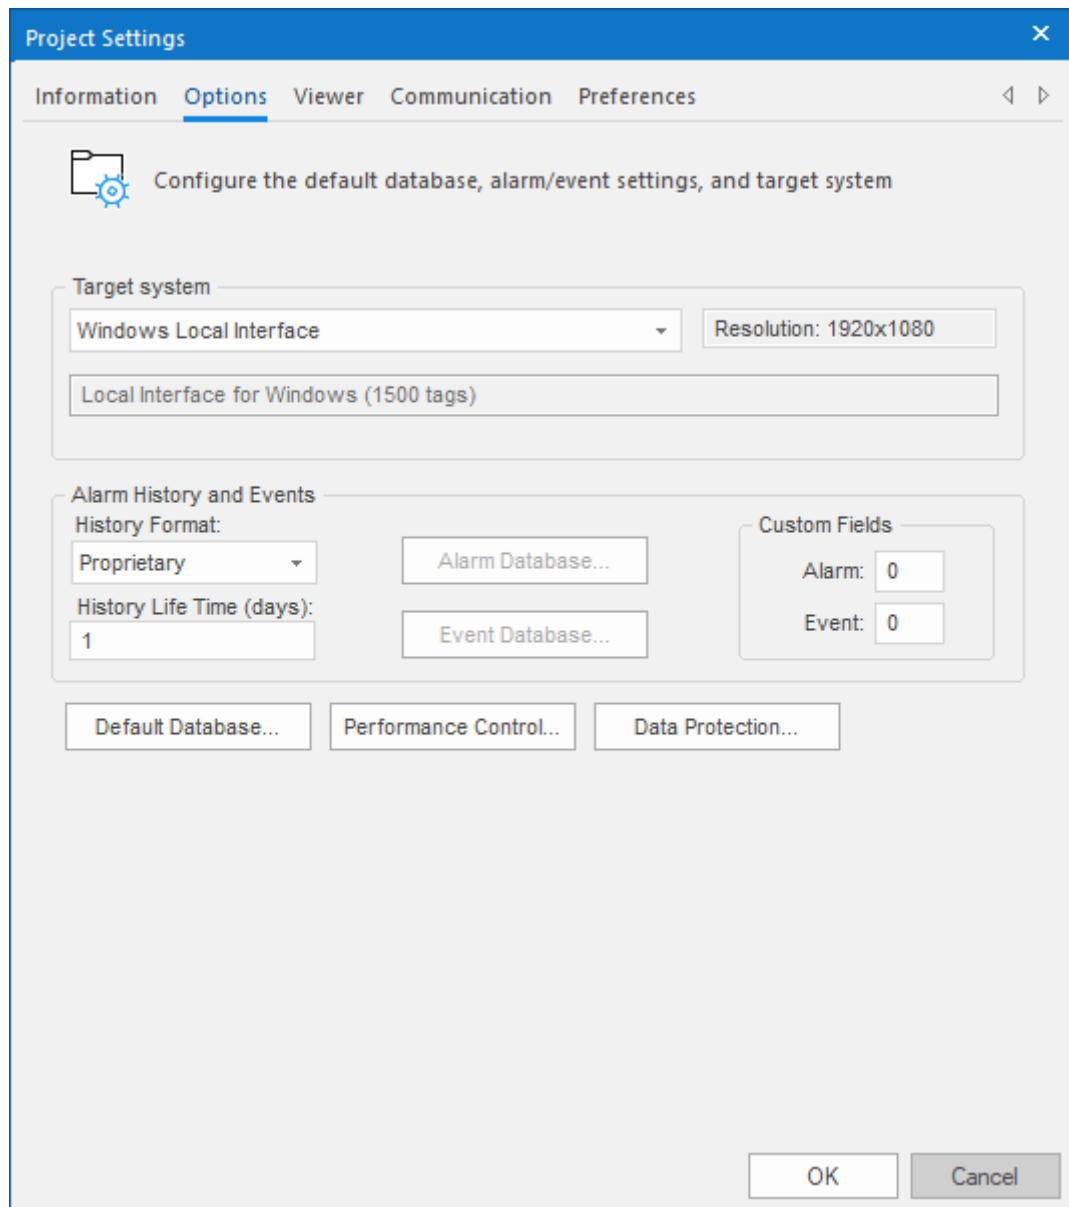 Project Settings
Information Options Viewer Communication Preferences
Configure the default database, alarm/event settings, and target system
Target system
Windows Local Interface
Resolution: 1920x1080
Local Interface for Windows (1500 tags)
Alarm History and Events
History Format:
Proprietary
History Life Time (days):
1
Alarm Database...
Event Database...
Custom Fields
Alarm: 0
Event: 0
Default Database... Performance Control... Data Protection...
OK Cancel